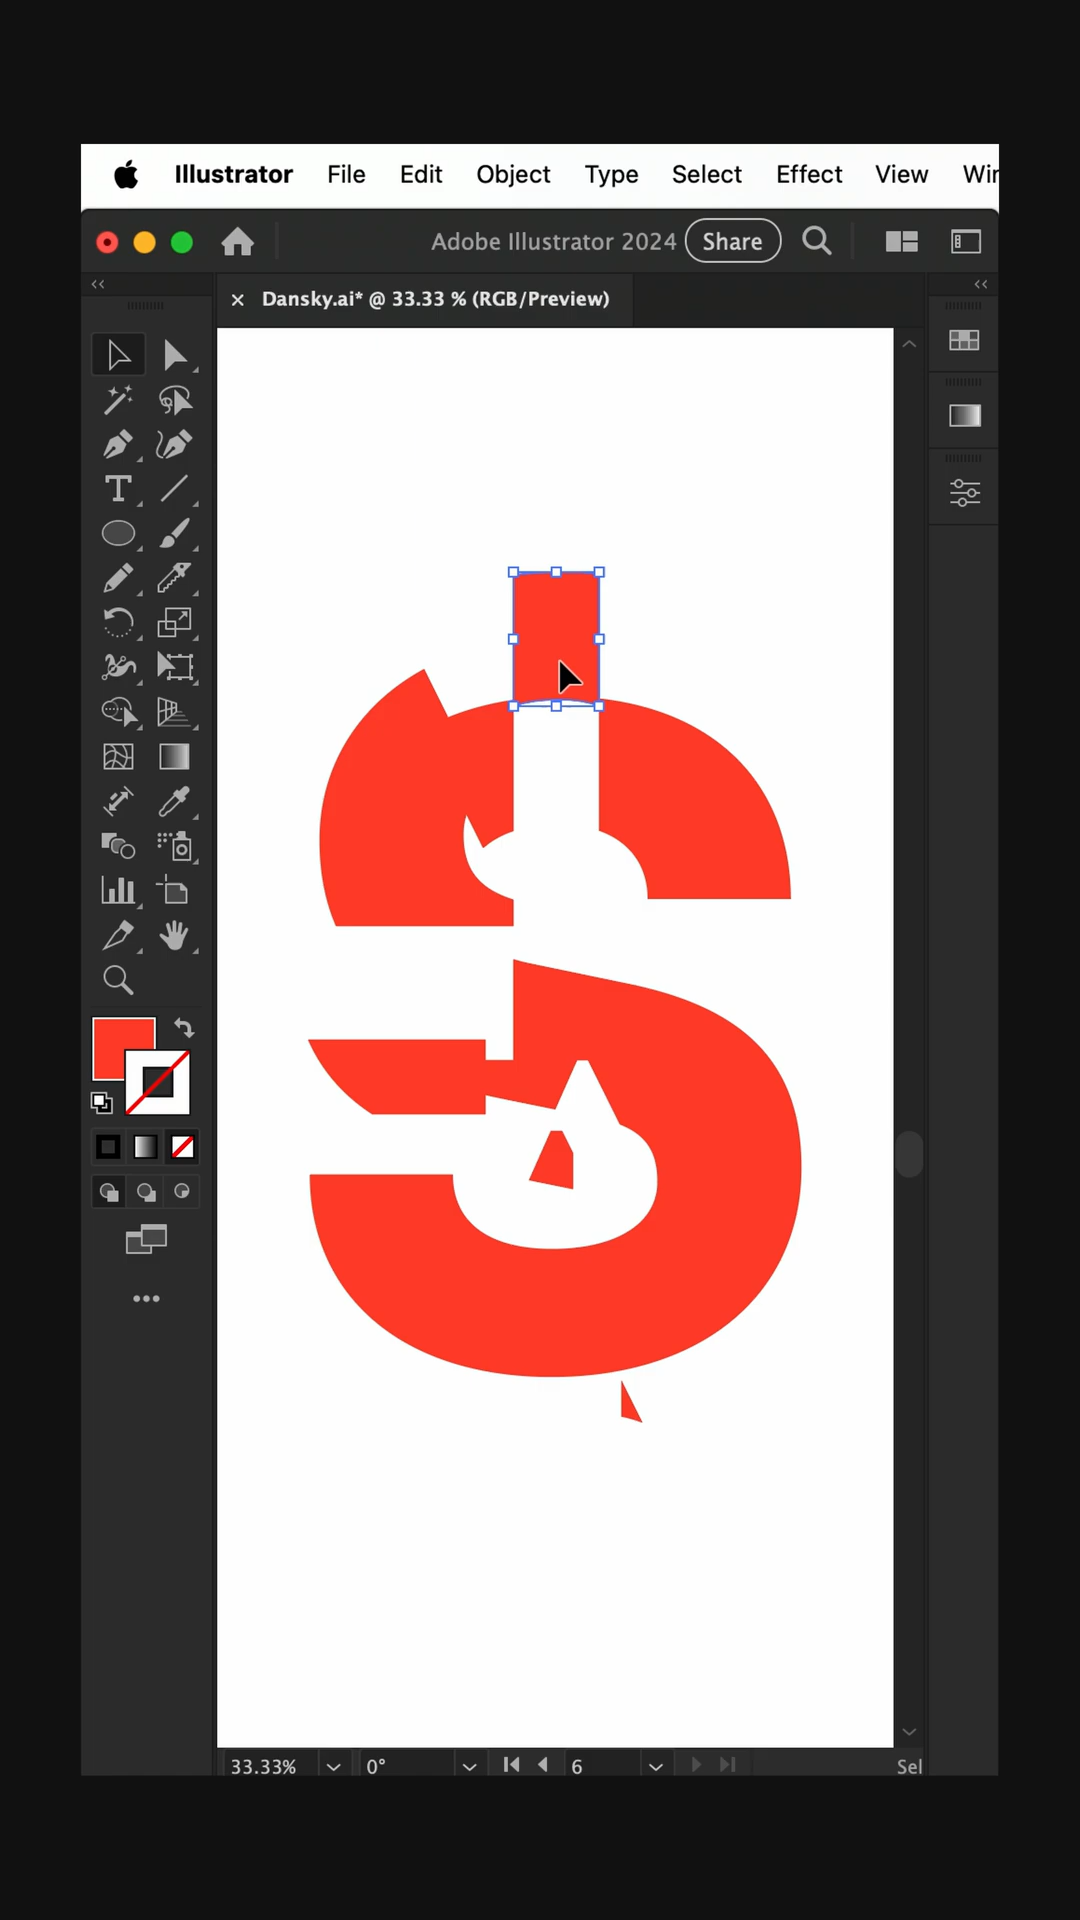 Illustrator File Edit Object Type Select Effect View Wir
Adobe Illustrator 2024 Share
Dansky.ai* @ 33.33 % (RGB/Preview)
S
33.33% 0° 6 Sel